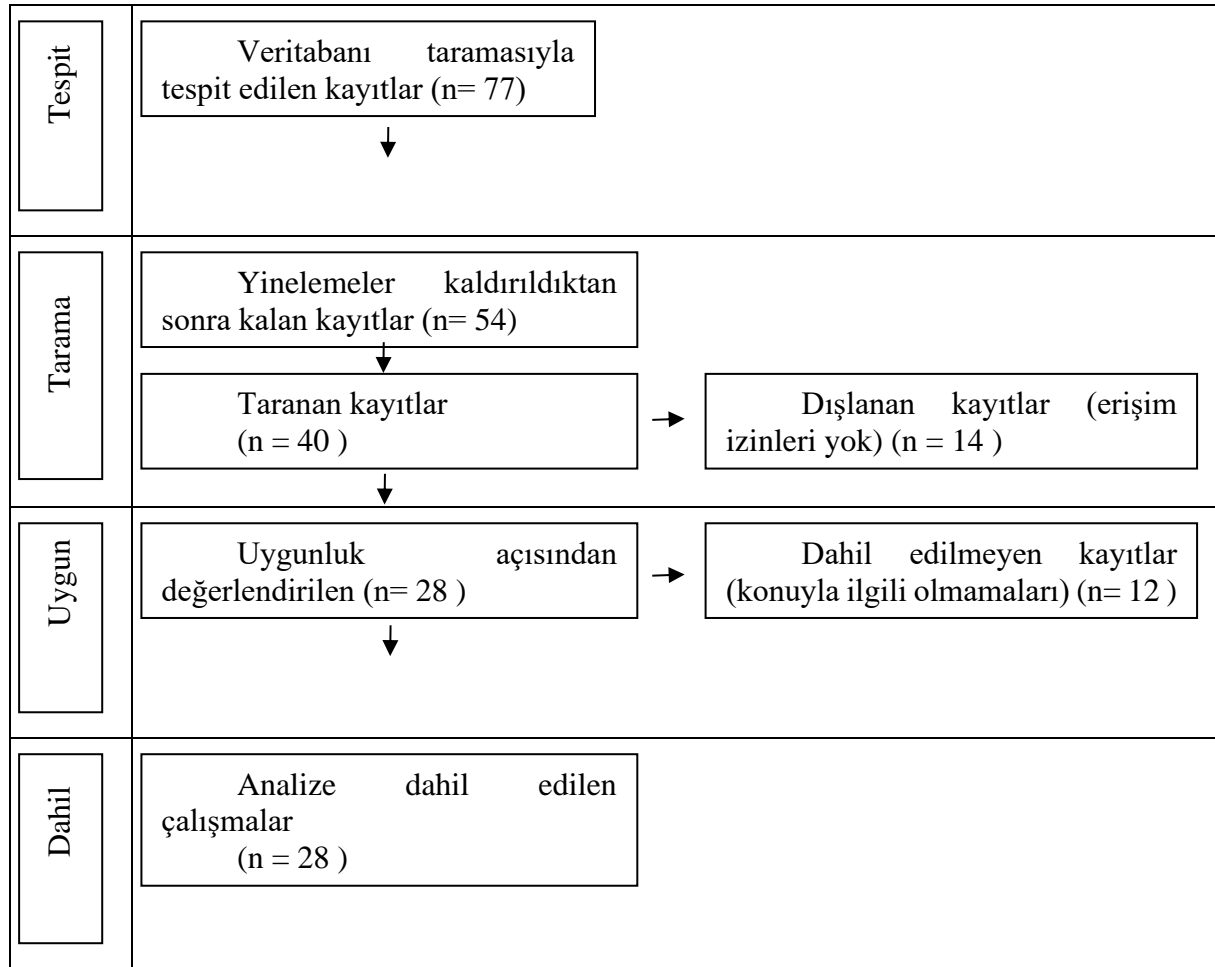 Tespit
Veritabanı taramasıyla
tespit edilen kayıtlar (n= 77)
Tarama
Yinelemeler kaldırıldıktan
sonra kalan kayıtlar (n= 54)
Taranan kayıtlar
(n = 40 )
Dışlanan kayıtlar (erişim
izinleri yok) (n = 14 )
Uygun
Uygunluk açısından
değerlendirilen (n= 28 )
Dahil edilmeyen kayıtlar
(konuyla ilgili olmamaları) (n= 12 )
Dahil
Analize dahil edilen
çalışmalar
(n = 28 )